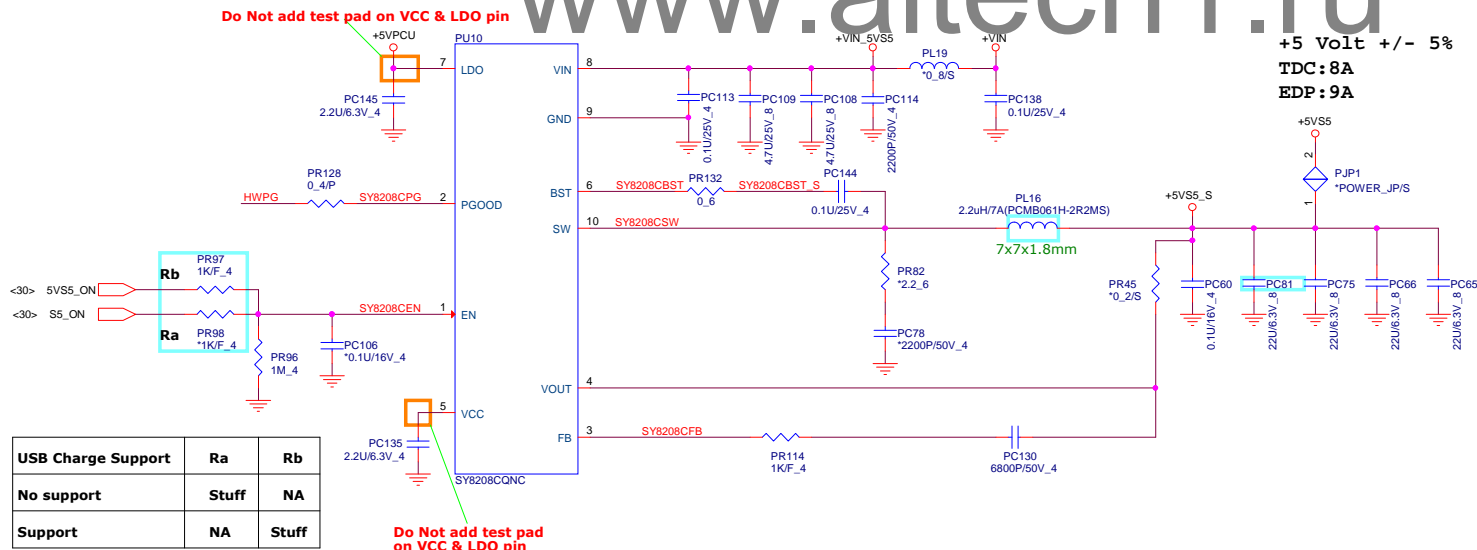 www.aitech1.ru
Do Not add test pad on VCC & LDO pin
+5VPCU
PU10
+VIN_5VS5
+VIN
+5 Volt +/- 5%
TDC:8A
EDP:9A
7
LDO
VIN
8
PL19
*0_8/S
PC145
2.2U/6.3V_4
PC113
0.1U/25V_4
PC109
4.7U/25V_8
PC108
4.7U/25V_8
PC114
2200P/50V_4
PC138
0.1U/25V_4
GND
9
+5VS5
2
PJP1
*POWER_JP/S
1
PR128
0_4/P
HWPG
SY8208CPG
2
PGOOD
BST
6
SY8208CBST
PR132
0_6
SY8208CBST_S
PC144
0.1U/25V_4
PL16
2.2uH/7A(PCMB061H-2R2MS)
7x7x1.8mm
+5VS5_S
SW
10
SY8208CSW
PR82
*2.2_6
PR45
*0_2/S
PC60
0.1U/16V_4
PC81
22U/6.3V_8
PC75
22U/6.3V_8
PC66
22U/6.3V_8
PC65
22U/6.3V_8
Rb
PR97
1K/F_4
<30> 5VS5_ON
<30> S5_ON
SY8208CEN
1
EN
Ra
PR98
*1K/F_4
PR96
1M_4
PC106
*0.1U/16V_4
PC78
*2200P/50V_4
VOUT
4
5
VCC
PC135
2.2U/6.3V_4
FB
3
SY8208CFB
PR114
1K/F_4
PC130
6800P/50V_4
SY8208CQNC
USB Charge Support Ra Rb
No support Stuff NA
Support NA Stuff
Do Not add test pad
on VCC & LDO pin